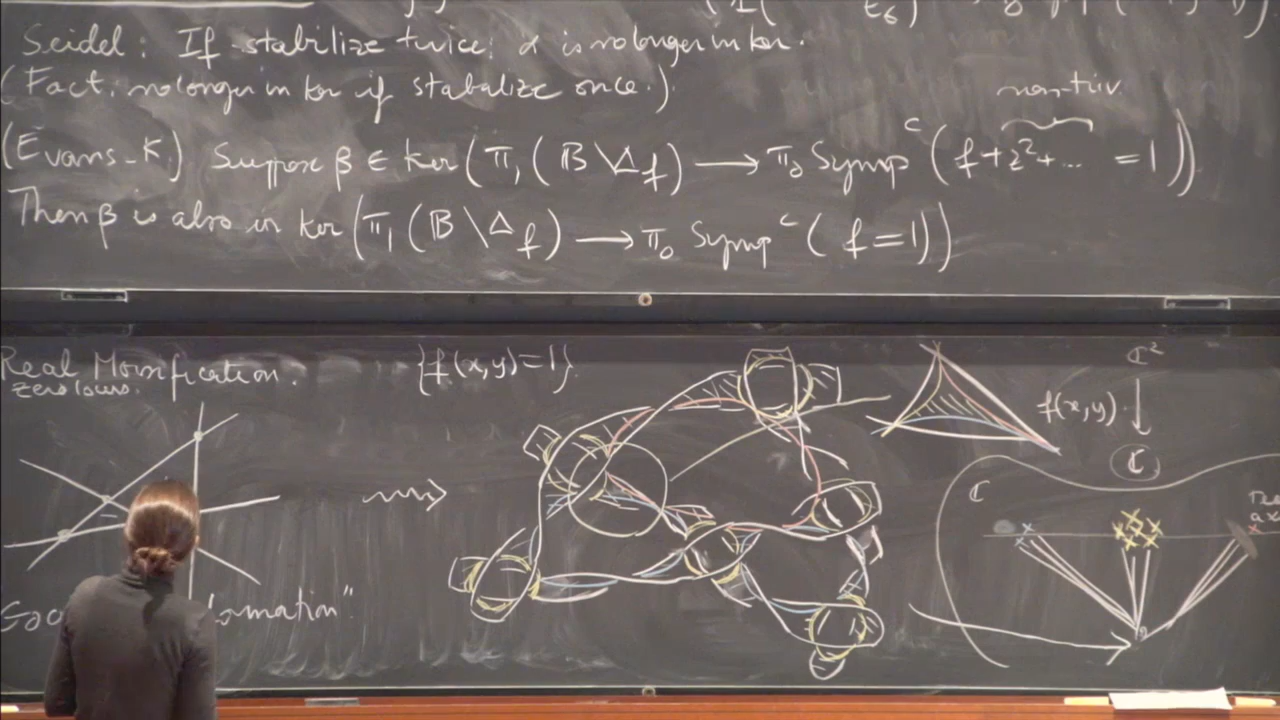 Seidel: If stabilize twice: α is no longer in ker.
(Fact: no longer in ker if stabalize once.)
non-triv
(Evans-K.) Suppose β ∈ ker(π₁(B\Δ_f) → π₀ Symp^c(f+z²+... =1))
Then β is also in ker(π₁(B\Δ_f) → π₀ Symp^c(f=1))
Real Morsification.
zero locus.
{f(x,y)=1}
ℂ²
f(x,y)
ℂ
ℂ